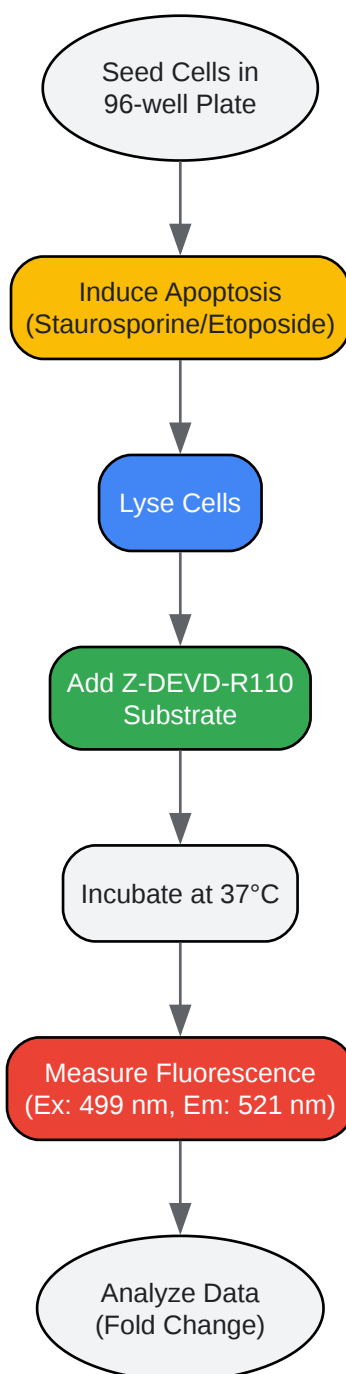 Seed Cells in
96-well Plate
Induce Apoptosis
(Staurosporine/Etoposide)
Lyse Cells
Add Z-DEVD-R110
Substrate
Incubate at 37°C
Measure Fluorescence
(Ex: 499 nm, Em: 521 nm)
Analyze Data
(Fold Change)